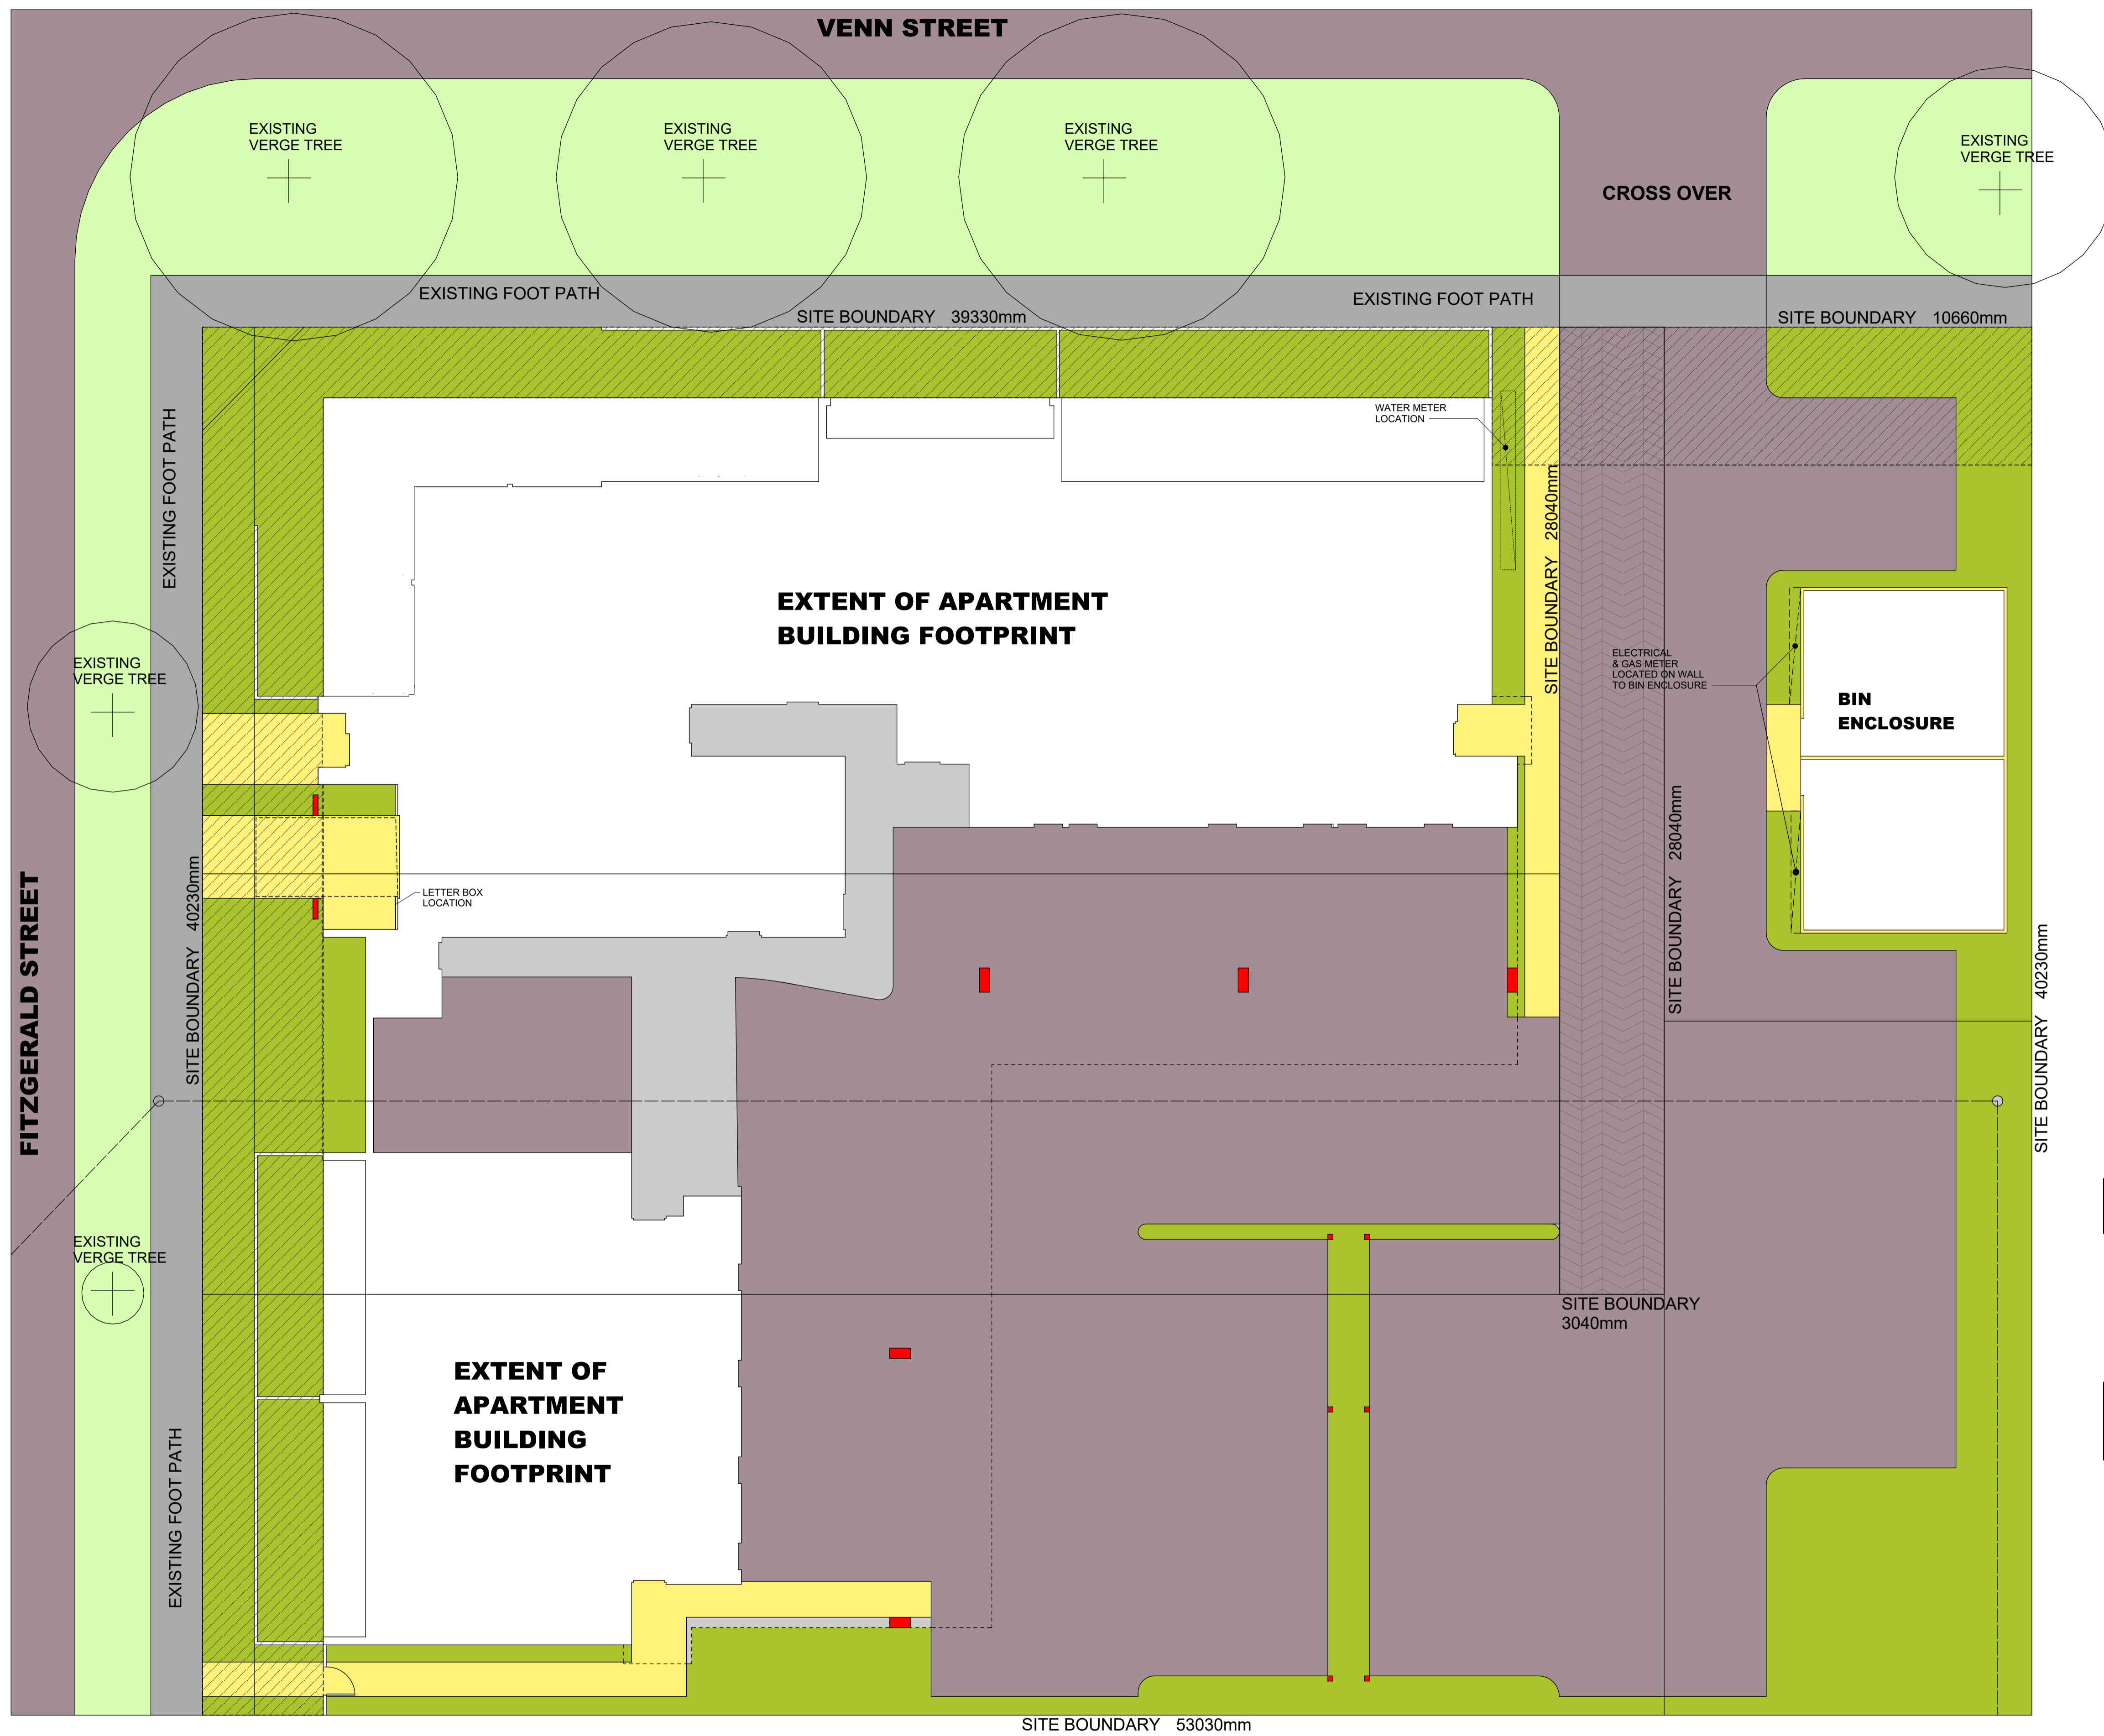 VENN STREET
EXISTING
VERGE TREE
EXISTING
VERGE TREE
EXISTING
VERGE TREE
EXISTING
VERGE TREE
CROSS OVER
EXISTING FOOT PATH
EXISTING FOOT PATH
SITE BOUNDARY 39330mm
SITE BOUNDARY 10660mm
WATER METER
LOCATION
EXISTING FOOT PATH
SITE BOUNDARY 28040mm
EXTENT OF APARTMENT
BUILDING FOOTPRINT
EXISTING
VERGE TREE
ELECTRICAL
& GAS METER
LOCATED ON WALL
TO BIN ENCLOSURE
BIN
ENCLOSURE
SITE BOUNDARY 28040mm
LETTER BOX
LOCATION
FITZGERALD STREET
SITE BOUNDARY 40230mm
SITE BOUNDARY 40230mm
EXISTING
VERGE TREE
SITE BOUNDARY
3040mm
EXTENT OF
APARTMENT
BUILDING
FOOTPRINT
EXISTING FOOT PATH
SITE BOUNDARY 53030mm